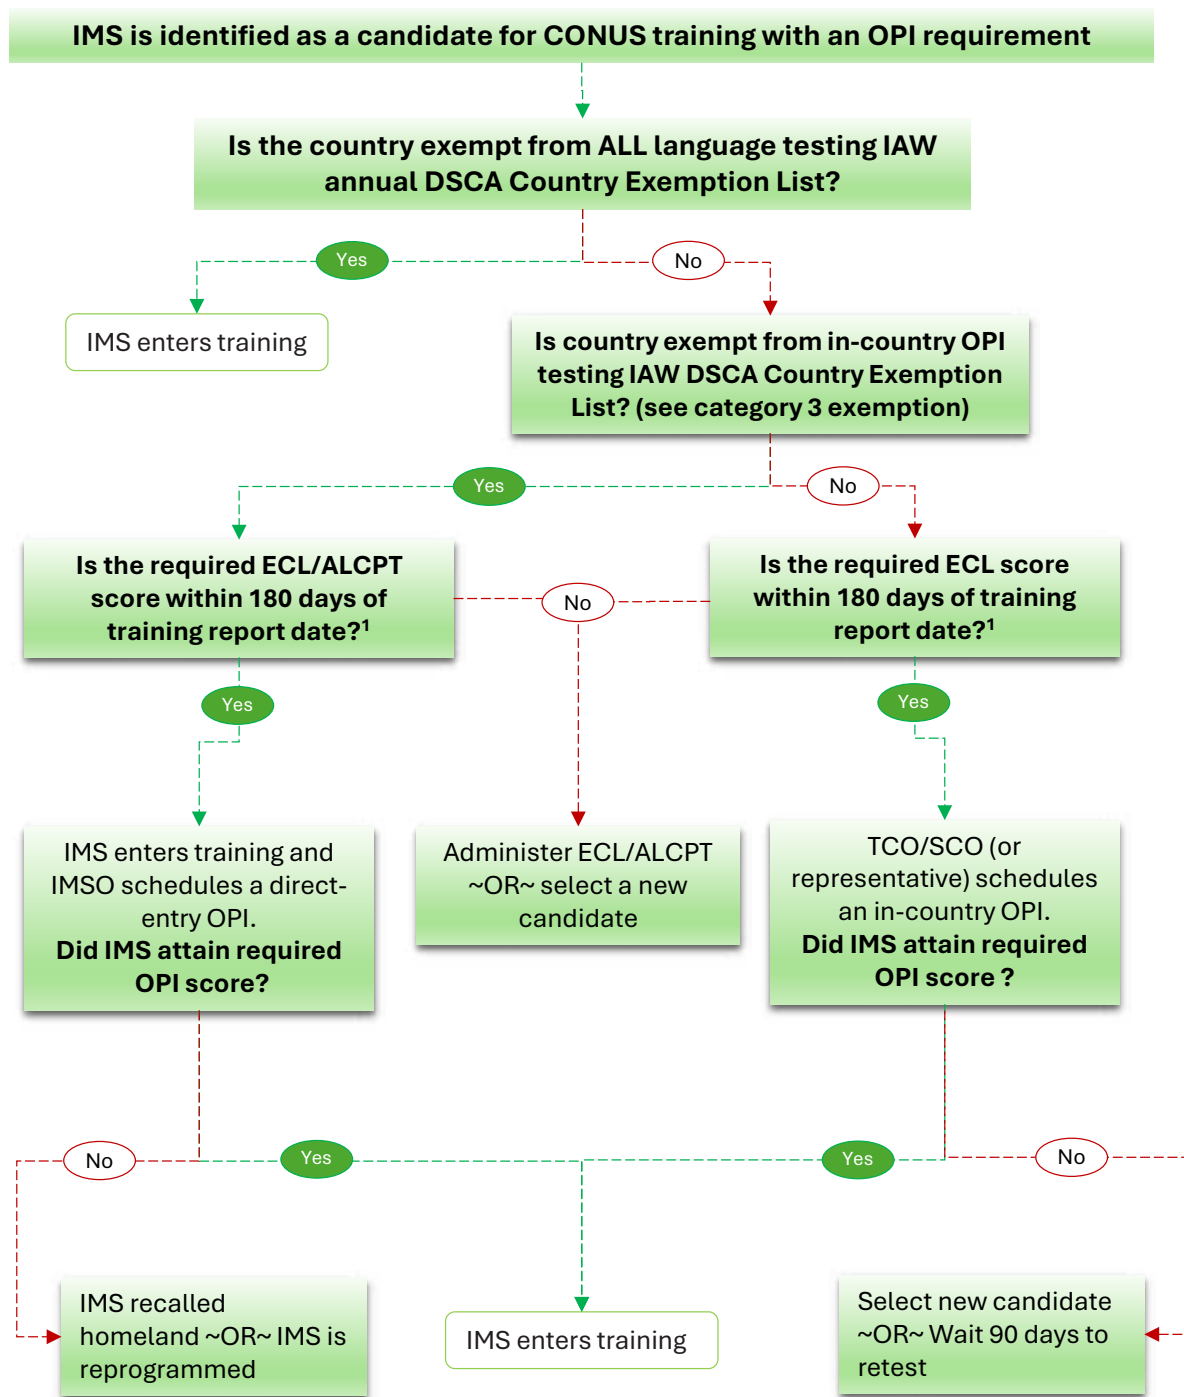 IMS is identified as a candidate for CONUS training with an OPI requirement
Is the country exempt from ALL language testing IAW
annual DSCA Country Exemption List?
Yes
No
IMS enters training
Is country exempt from in-country OPI
testing IAW DSCA Country Exemption
List? (see category 3 exemption)
Yes
No
Is the required ECL/ALCPT
score within 180 days of
training report date?¹
No
Is the required ECL score
within 180 days of training
report date?¹
Yes
Yes
IMS enters training and
IMSO schedules a direct-
entry OPI.
Did IMS attain required
OPI score?
Administer ECL/ALCPT
~OR~ select a new
candidate
TCO/SCO (or
representative) schedules
an in-country OPI.
Did IMS attain required
OPI score ?
No
Yes
Yes
No
IMS recalled
homeland ~OR~ IMS is
reprogrammed
IMS enters training
Select new candidate
~OR~ Wait 90 days to
retest